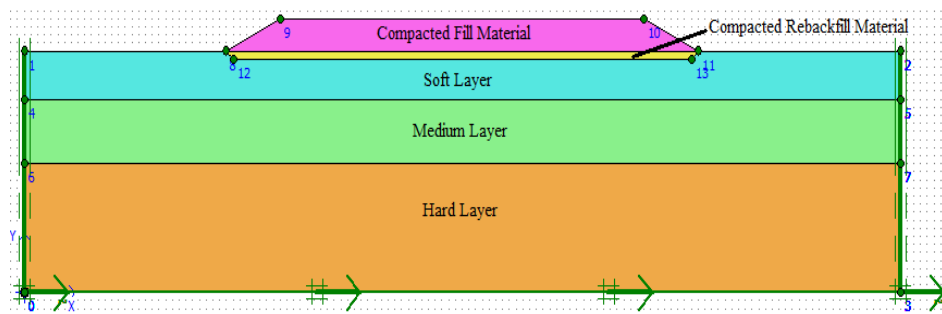 Compacted Rebackfill Material
9
Compacted Fill Material
10
1
8
12
11
13
2
Soft Layer
4
5
Medium Layer
6
7
Hard Layer
Y
X
0
3